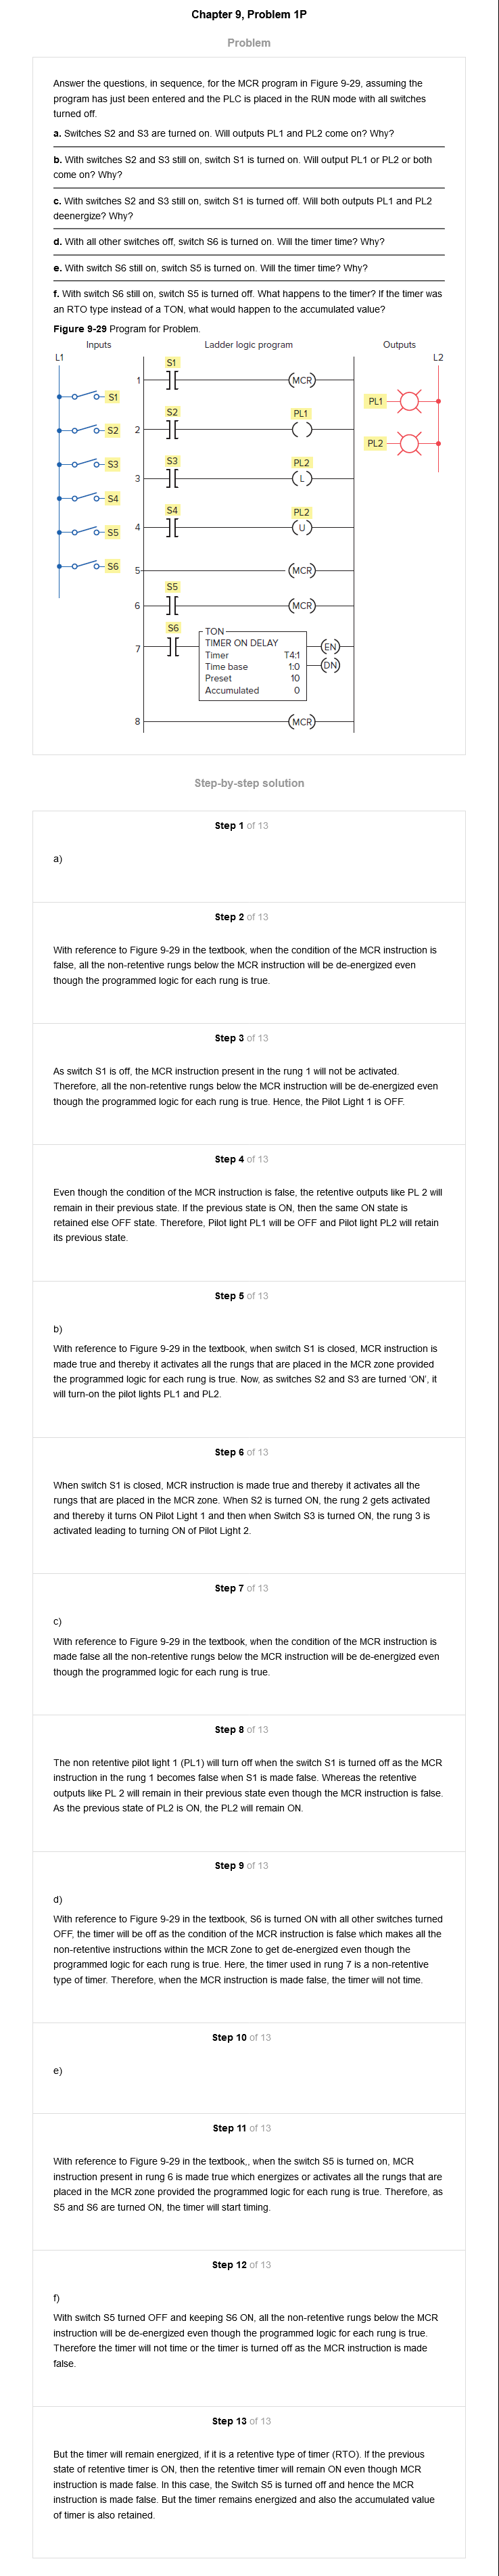 Chapter 9, Problem 1P
Problem
Answer the questions, in sequence, for the MCR program in Figure 9-29, assuming the
program has just been entered and the PLC is placed in the RUN mode with all switches
turned off.
a. Switches S2 and S3 are turned on. Will outputs PL1 and PL2 come on? Why?
b. With switches S2 and S3 still on, switch S1 is turned on. Will output PL1 or PL2 or both
come on? Why?
c. With switches S2 and S3 still on, switch S1 is turned off. Will both outputs PL1 and PL2
deenergize? Why?
d. With all other switches off, switch S6 is turned on. Will the timer time? Why?
e. With switch S6 still on, switch S5 is turned on. Will the timer time? Why?
f. With switch S6 still on, switch S5 is turned off. What happens to the timer? If the timer was
an RTO type instead of a TON, what would happen to the accumulated value?
Figure 9-29 Program for Problem.
Inputs Ladder logic program Outputs
L1 L2
S1
1 MCR
S1
PL1
S2 PL1
2
S2
PL2
S3 PL2
3 L
S3
S4 PL2
4 U
S4
S5
5 MCR
S6
S5
6 MCR
S6
7
TON
TIMER ON DELAY EN
Timer T4:1
Time base 1:0 DN
Preset 10
Accumulated 0
8 MCR
Step-by-step solution
Step 1 of 13
a)
Step 2 of 13
With reference to Figure 9-29 in the textbook, when the condition of the MCR instruction is
false, all the non-retentive rungs below the MCR instruction will be de-energized even
though the programmed logic for each rung is true.
Step 3 of 13
As switch S1 is off, the MCR instruction present in the rung 1 will not be activated.
Therefore, all the non-retentive rungs below the MCR instruction will be de-energized even
though the programmed logic for each rung is true. Hence, the Pilot Light 1 is OFF.
Step 4 of 13
Even though the condition of the MCR instruction is false, the retentive outputs like PL 2 will
remain in their previous state. If the previous state is ON, then the same ON state is
retained else OFF state. Therefore, Pilot light PL1 will be OFF and Pilot light PL2 will retain
its previous state.
Step 5 of 13
b)
With reference to Figure 9-29 in the textbook, when switch S1 is closed, MCR instruction is
made true and thereby it activates all the rungs that are placed in the MCR zone provided
the programmed logic for each rung is true. Now, as switches S2 and S3 are turned ‘ON’, it
will turn-on the pilot lights PL1 and PL2.
Step 6 of 13
When switch S1 is closed, MCR instruction is made true and thereby it activates all the
rungs that are placed in the MCR zone. When S2 is turned ON, the rung 2 gets activated
and thereby it turns ON Pilot Light 1 and then when Switch S3 is turned ON, the rung 3 is
activated leading to turning ON of Pilot Light 2.
Step 7 of 13
c)
With reference to Figure 9-29 in the textbook, when the condition of the MCR instruction is
made false all the non-retentive rungs below the MCR instruction will be de-energized even
though the programmed logic for each rung is true.
Step 8 of 13
The non retentive pilot light 1 (PL1) will turn off when the switch S1 is turned off as the MCR
instruction in the rung 1 becomes false when S1 is made false. Whereas the retentive
outputs like PL 2 will remain in their previous state even though the MCR instruction is false.
As the previous state of PL2 is ON, the PL2 will remain ON.
Step 9 of 13
d)
With reference to Figure 9-29 in the textbook, S6 is turned ON with all other switches turned
OFF, the timer will be off as the condition of the MCR instruction is false which makes all the
non-retentive instructions within the MCR Zone to get de-energized even though the
programmed logic for each rung is true. Here, the timer used in rung 7 is a non-retentive
type of timer. Therefore, when the MCR instruction is made false, the timer will not time.
Step 10 of 13
e)
Step 11 of 13
With reference to Figure 9-29 in the textbook,, when the switch S5 is turned on, MCR
instruction present in rung 6 is made true which energizes or activates all the rungs that are
placed in the MCR zone provided the programmed logic for each rung is true. Therefore, as
S5 and S6 are turned ON, the timer will start timing.
Step 12 of 13
f)
With switch S5 turned OFF and keeping S6 ON, all the non-retentive rungs below the MCR
instruction will be de-energized even though the programmed logic for each rung is true.
Therefore the timer will not time or the timer is turned off as the MCR instruction is made
false.
Step 13 of 13
But the timer will remain energized, if it is a retentive type of timer (RTO). If the previous
state of retentive timer is ON, then the retentive timer will remain ON even though MCR
instruction is made false. In this case, the Switch S5 is turned off and hence the MCR
instruction is made false. But the timer remains energized and also the accumulated value
of timer is also retained.